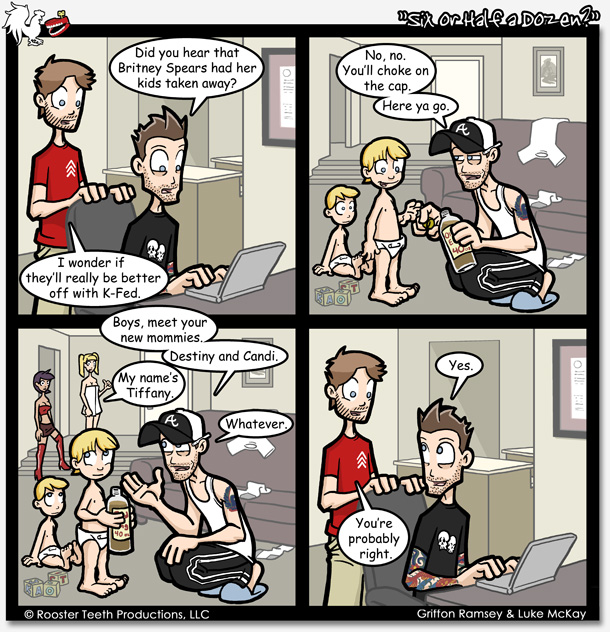 "Six or Half a Dozen?"
Did you hear that
Britney Spears had her
kids taken away?
I wonder if
they'll really be better
off with K-Fed.
No, no.
You'll choke on
the cap.
Here ya go.
Boys, meet your
new mommies.
Destiny and Candi.
My name's
Tiffany.
Whatever.
Yes.
You're
probably
right.
© Rooster Teeth Productions, LLC
Griffon Ramsey & Luke McKay